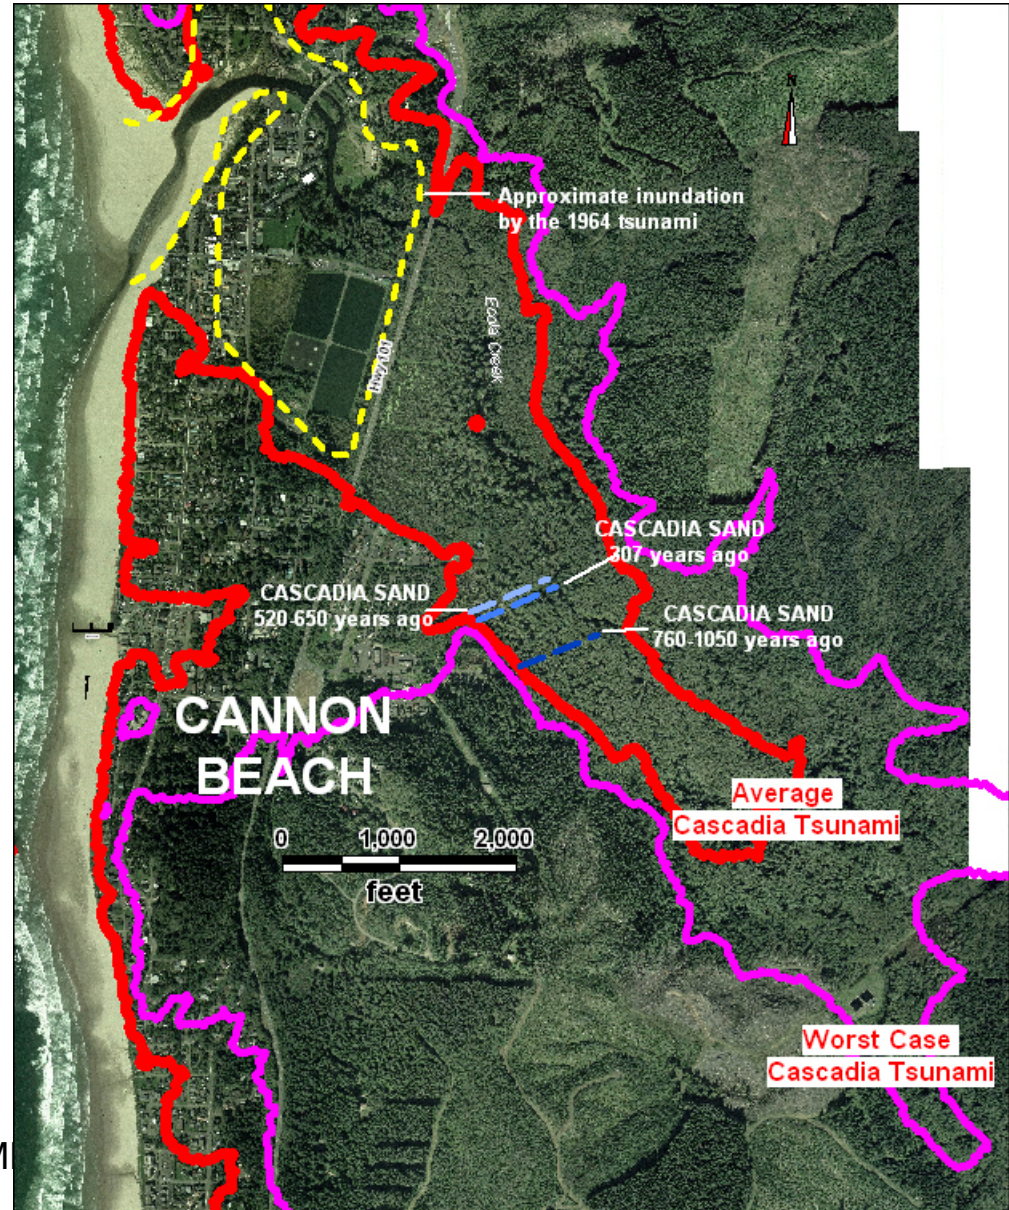 N
Approximate inundation
by the 1964 tsunami
Ecola Creek
Hwy 101
CASCADIA SAND
307 years ago
CASCADIA SAND
520-650 years ago
CASCADIA SAND
760-1050 years ago
CANNON
BEACH
Average
Cascadia Tsunami
0 1,000 2,000
feet
Worst Case
Cascadia Tsunami